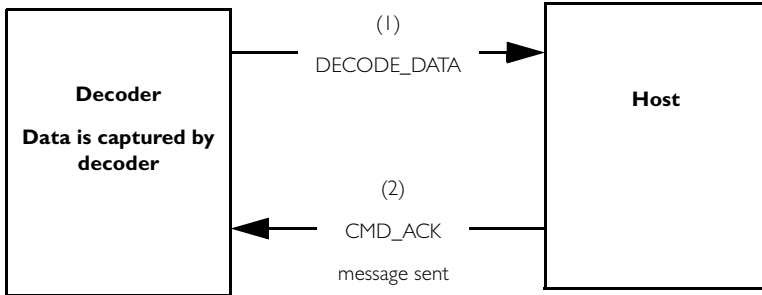 (1)
DECODE_DATA
Decoder
Data is captured by
decoder
Host
(2)
CMD_ACK
message sent